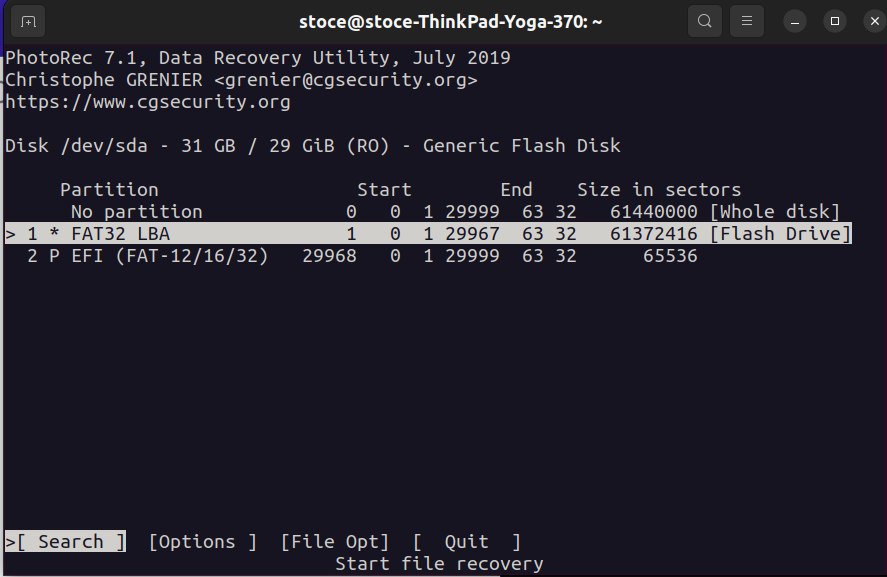 stoce@stoce-ThinkPad-Yoga-370: ~
PhotoRec 7.1, Data Recovery Utility, July 2019
Christophe GRENIER <grenier@cgsecurity.org>
https://www.cgsecurity.org
Disk /dev/sda - 31 GB / 29 GiB (RO) - Generic Flash Disk
Partition Start End Size in sectors
No partition 0 0 1 29999 63 32 61440000 [Whole disk]
> 1 * FAT32 LBA 1 0 1 29967 63 32 61372416 [Flash Drive]
2 P EFI (FAT-12/16/32) 29968 0 1 29999 63 32 65536
>[ Search ] [Options ] [File Opt] [ Quit ]
Start file recovery